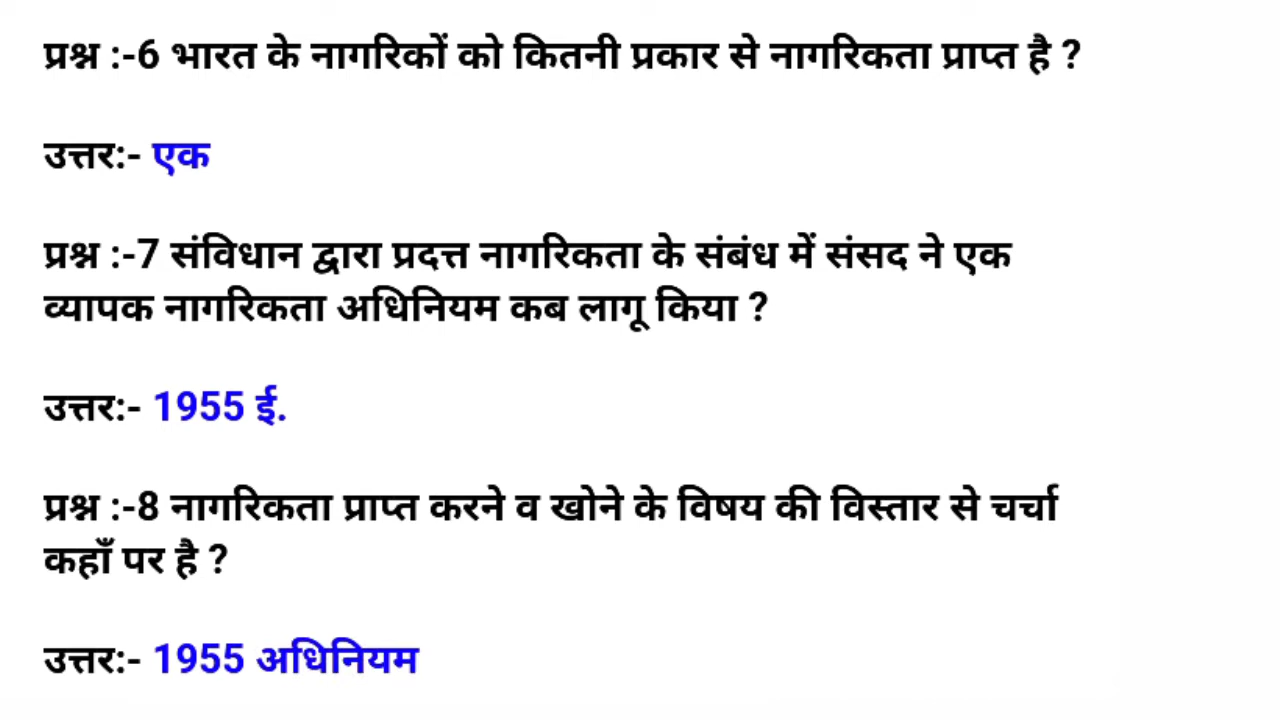 प्रश्न :-6 भारत के नागरिकों को कितनी प्रकार से नागरिकता प्राप्त है ?
उत्तर:- एक
प्रश्न :-7 संविधान द्वारा प्रदत्त नागरिकता के संबंध में संसद ने एक
व्यापक नागरिकता अधिनियम कब लागू किया ?
उत्तर:- 1955 ई.
प्रश्न :-8 नागरिकता प्राप्त करने व खोने के विषय की विस्तार से चर्चा
कहाँ पर है ?
उत्तर:- 1955 अधिनियम